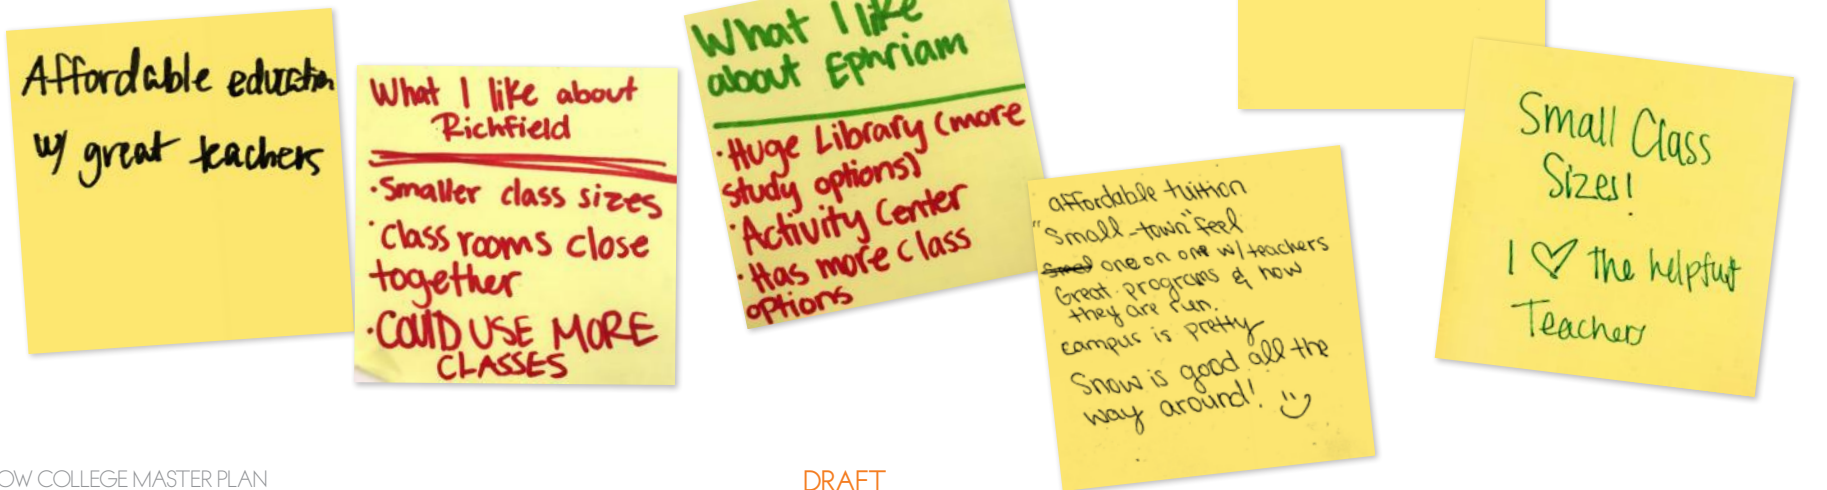 Affordable education
w/ great teachers
What I like about
Richfield
·Smaller class sizes
·Class rooms close
together
·COULD USE MORE
CLASSES
What I like
about Ephriam
·Huge Library (more
study options)
·Activity Center
·Has more class
options
affordable tuition
"Small-town" feel
one on one w/ teachers
Great programs & how
they are run.
campus is pretty
Snow is good all the
way around!
Small Class
Sizes!
I ♡ the helpful
Teachers
OW COLLEGE MASTER PLAN
DRAFT